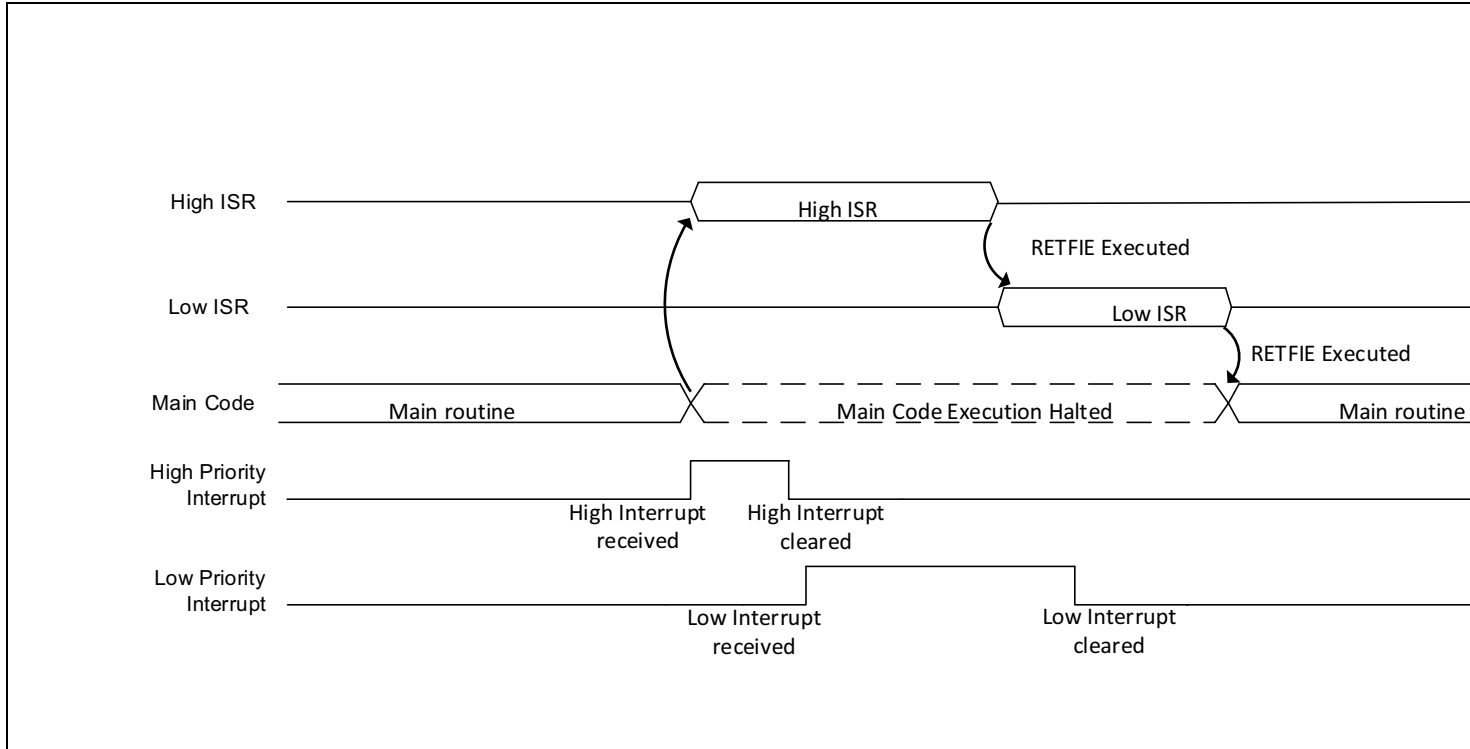 High ISR
High ISR
RETFIE Executed
Low ISR
Low ISR
RETFIE Executed
Main Code
Main routine
Main Code Execution Halted
Main routine
High Priority
Interrupt
High Interrupt
received
High Interrupt
cleared
Low Priority
Interrupt
Low Interrupt
received
Low Interrupt
cleared